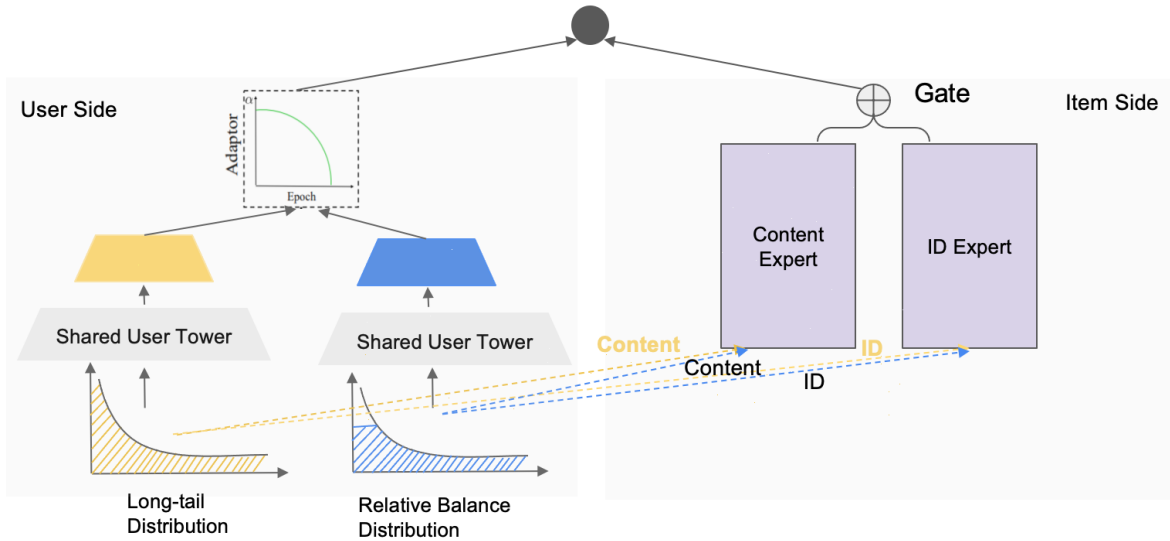 User Side
α
Adaptor
Epoch
Shared User Tower
Shared User Tower
Long-tail
Distribution
Relative Balance
Distribution
Content
ID
Content
ID
Gate
Item Side
Content
Expert
ID Expert